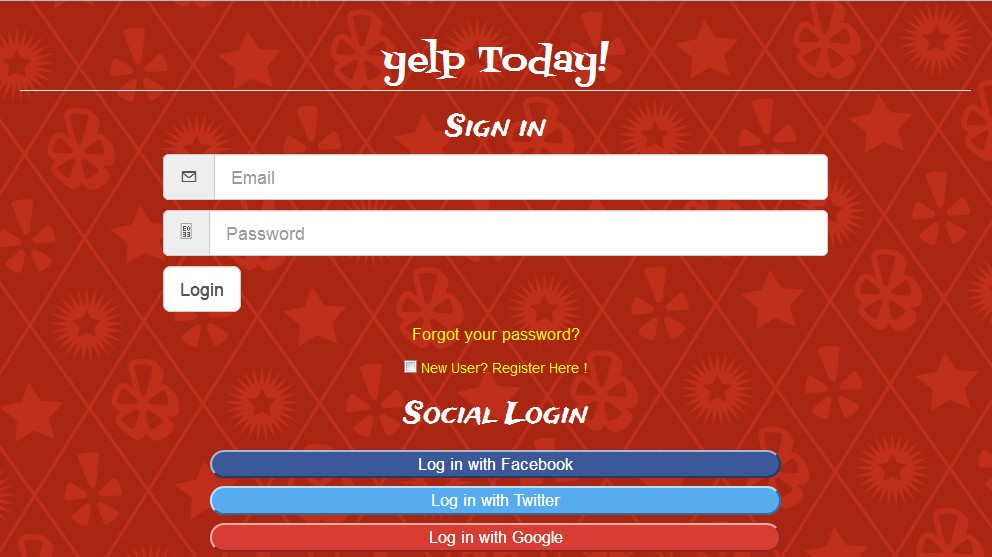 yelp Today!
Sign in
Email
Password
Login
Forgot your password?
New User? Register Here !
Social Login
Log in with Facebook
Log in with Twitter
Log in with Google